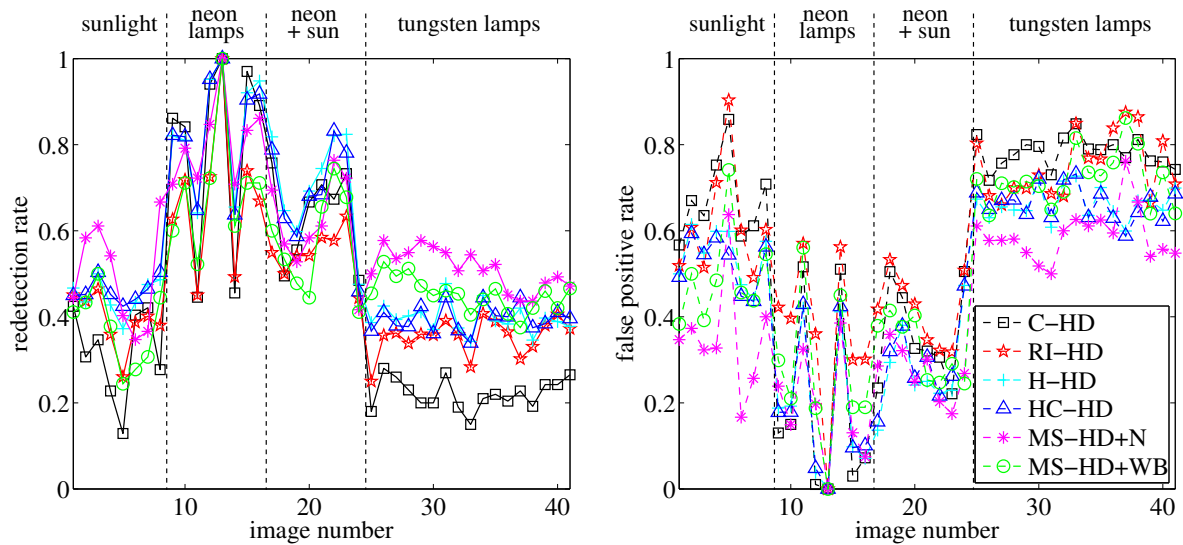 sunlight
neon
lamps
neon
+ sun
tungsten lamps
1
0.8
0.6
0.4
0.2
0
redetection rate
10
20
30
40
image number
sunlight
neon
lamps
neon
+ sun
tungsten lamps
1
0.8
0.6
0.4
0.2
0
false positive rate
10
20
30
40
image number
C−HD
RI−HD
H−HD
HC−HD
MS−HD+N
MS−HD+WB